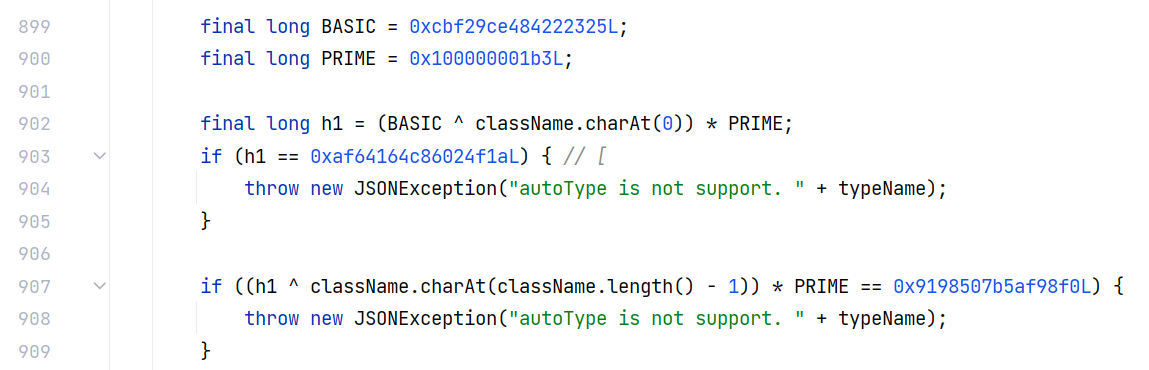 899 final long BASIC = 0xcbf29ce484222325L;
900 final long PRIME = 0x100000001b3L;
901
902 final long h1 = (BASIC ^ className.charAt(0)) * PRIME;
903 if (h1 == 0xaf64164c86024f1aL) { // [
904 throw new JSONException("autoType is not support. " + typeName);
905 }
906
907 if ((h1 ^ className.charAt(className.length() - 1)) * PRIME == 0x9198507b5af98f0L) {
908 throw new JSONException("autoType is not support. " + typeName);
909 }